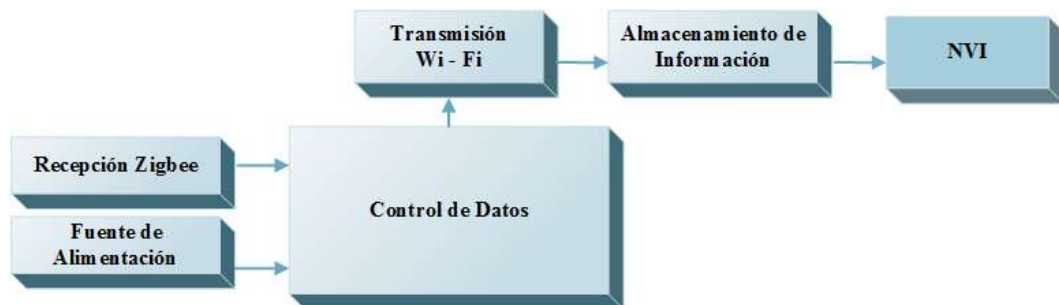 Transmisión
Wi - Fi
Almacenamiento de
Información
NVI
Recepción Zigbee
Control de Datos
Fuente de
Alimentación